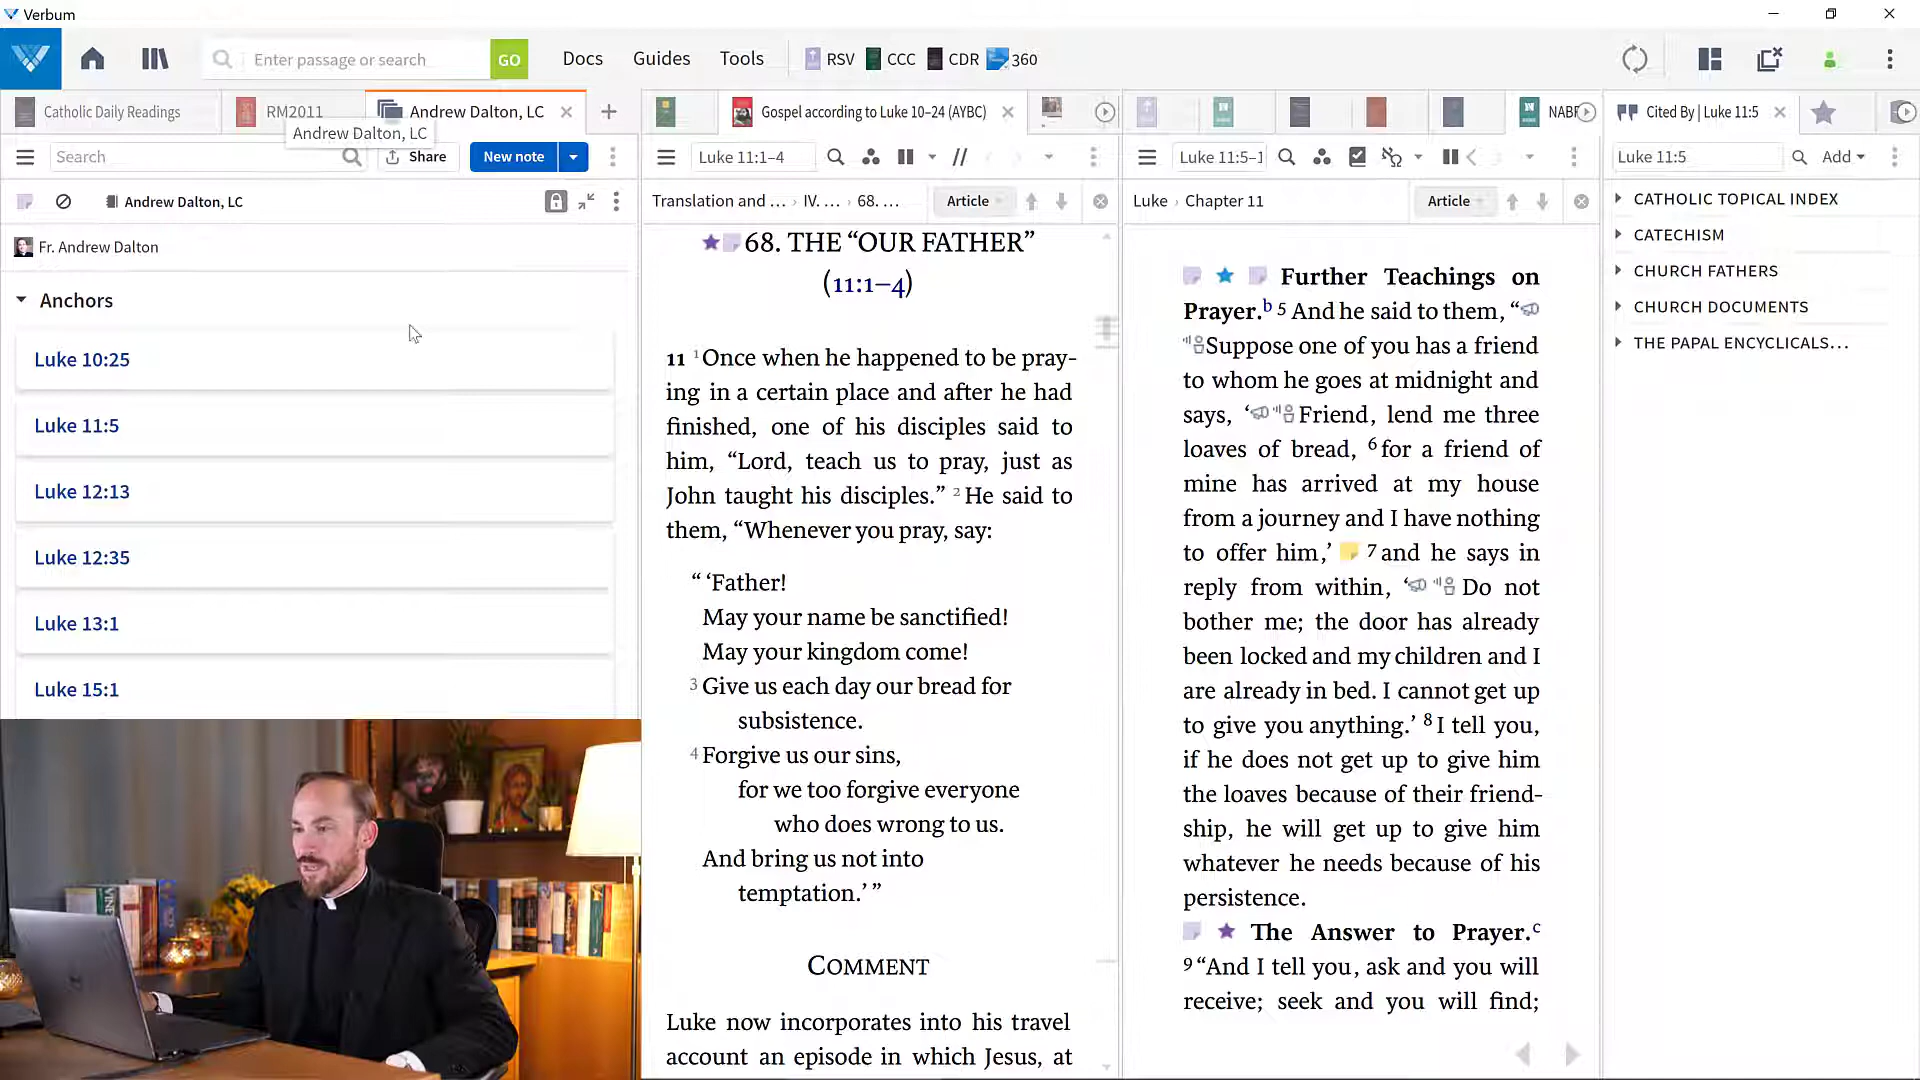 Verbum
Enter passage or search
GO
Docs
Guides
Tools
RSV
CCC
CDR
360
Catholic Daily Readings
RM2011
Andrew Dalton, LC
Andrew Dalton, LC
Search
Share
New note
Andrew Dalton, LC
Fr. Andrew Dalton
Anchors
Luke 10:25
Luke 11:5
Luke 12:13
Luke 12:35
Luke 13:1
Luke 15:1
Gospel according to Luke 10–24 (AYBC)
Luke 11:1–4
Translation and ... › IV. ... › 68. ...
Article
68. THE “OUR FATHER”
(11:1–4)
11 1 Once when he happened to be pray-
ing in a certain place and after he had
finished, one of his disciples said to
him, “Lord, teach us to pray, just as
John taught his disciples.” 2 He said to
them, “Whenever you pray, say:
“ ‘Father!
May your name be sanctified!
May your kingdom come!
3 Give us each day our bread for
subsistence.
4 Forgive us our sins,
for we too forgive everyone
who does wrong to us.
And bring us not into
temptation.’ ”
COMMENT
Luke now incorporates into his travel
account an episode in which Jesus, at
Luke 11:5–1
Luke › Chapter 11
Article
Further Teachings on
Prayer.b 5 And he said to them, “
Suppose one of you has a friend
to whom he goes at midnight and
says, ‘ Friend, lend me three
loaves of bread, 6 for a friend of
mine has arrived at my house
from a journey and I have nothing
to offer him,’ 7 and he says in
reply from within, ‘ Do not
bother me; the door has already
been locked and my children and I
are already in bed. I cannot get up
to give you anything.’ 8 I tell you,
if he does not get up to give him
the loaves because of their friend-
ship, he will get up to give him
whatever he needs because of his
persistence.
The Answer to Prayer.c
9 “And I tell you, ask and you will
receive; seek and you will find;
Cited By | Luke 11:5
Luke 11:5
Add
CATHOLIC TOPICAL INDEX
CATECHISM
CHURCH FATHERS
CHURCH DOCUMENTS
THE PAPAL ENCYCLICALS...